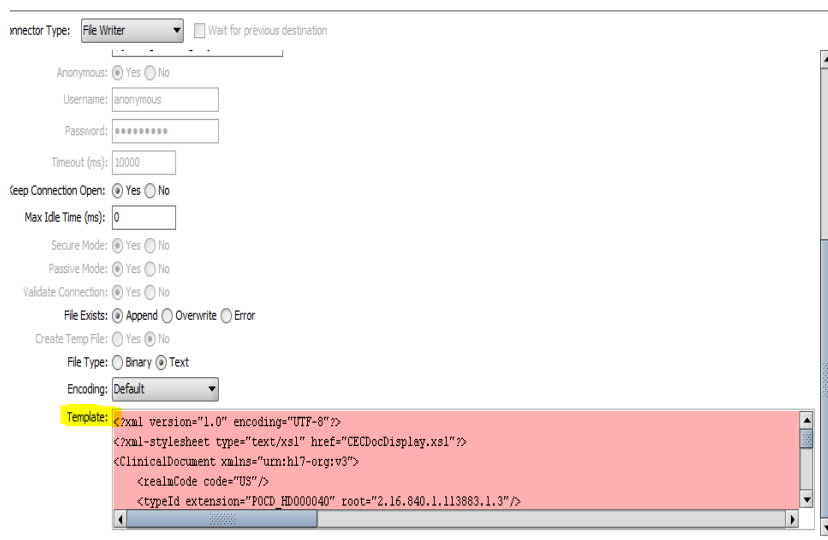 onnector Type: File Writer Wait for previous destination
Anonymous: Yes No
Username: anonymous
Password:
Timeout (ms): 10000
Keep Connection Open: Yes No
Max Idle Time (ms): 0
Secure Mode: Yes No
Passive Mode: Yes No
Validate Connection: Yes No
File Exists: Append Overwrite Error
Create Temp File: Yes No
File Type: Binary Text
Encoding: Default
Template: <?xml version="1.0" encoding="UTF-8"?>
<?xml-stylesheet type="text/xsl" href="CECDocDisplay.xsl"?>
<ClinicalDocument xmlns="urn:hl7-org:v3">
<realmCode code="US"/>
<typeId extension="POCD_HD000040" root="2.16.840.1.113883.1.3"/>